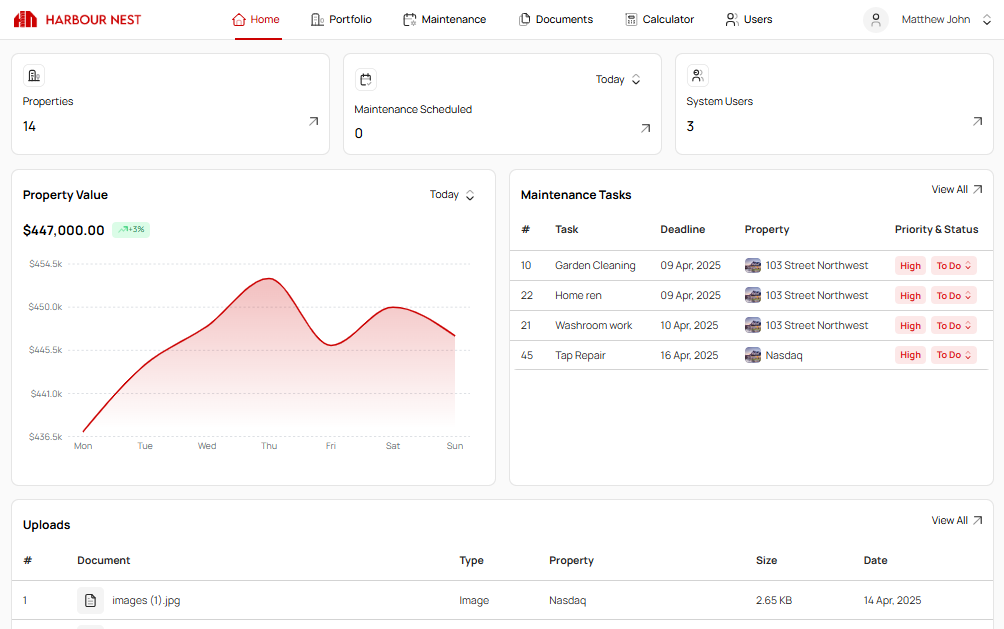 HARBOUR NEST Home Portfolio Maintenance Documents Calculator Users Matthew John
Properties
14
Today
Maintenance Scheduled
0
System Users
3
Property Value Today
$447,000.00 +3%
$454.5k
$450.0k
$445.5k
$441.0k
$436.5k
Mon Tue Wed Thu Fri Sat Sun
Maintenance Tasks View All
# Task Deadline Property Priority & Status
10 Garden Cleaning 09 Apr, 2025 103 Street Northwest High To Do
22 Home ren 09 Apr, 2025 103 Street Northwest High To Do
21 Washroom work 10 Apr, 2025 103 Street Northwest High To Do
45 Tap Repair 16 Apr, 2025 Nasdaq High To Do
Uploads View All
# Document Type Property Size Date
1 images (1).jpg Image Nasdaq 2.65 KB 14 Apr, 2025